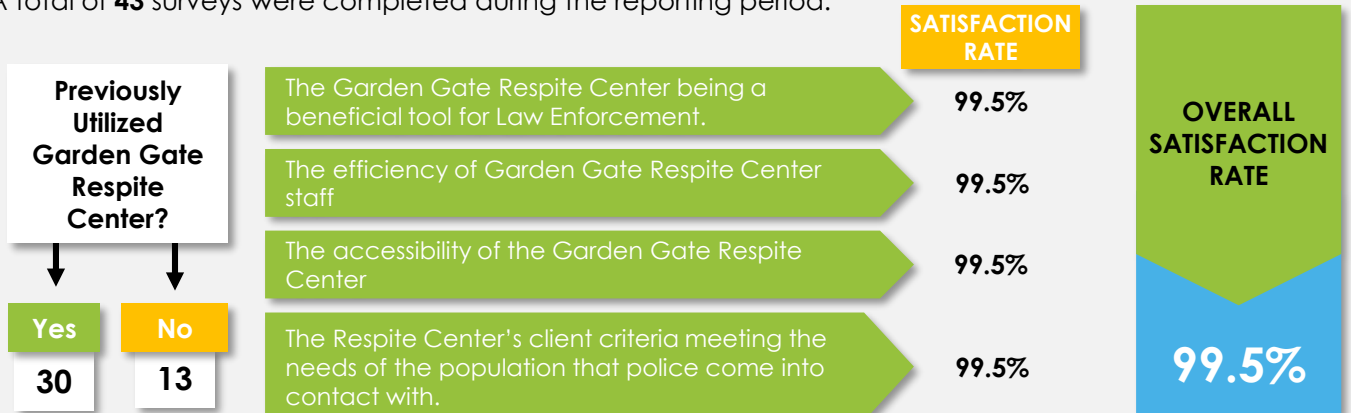 A total of 43 surveys were completed during the reporting period.
SATISFACTION
RATE
Previously
Utilized
Garden Gate
Respite
Center?
Yes
No
30
13
The Garden Gate Respite Center being a
beneficial tool for Law Enforcement.
99.5%
The efficiency of Garden Gate Respite Center
staff
99.5%
The accessibility of the Garden Gate Respite
Center
99.5%
The Respite Center’s client criteria meeting the
needs of the population that police come into
contact with.
99.5%
OVERALL
SATISFACTION
RATE
99.5%